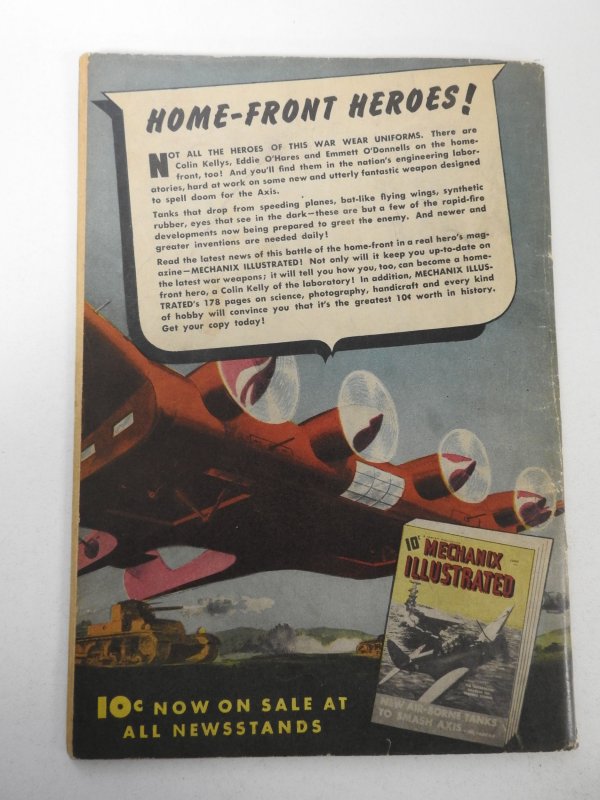 HOME-FRONT HEROES!
NOT ALL THE HEROES OF THIS WAR WEAR UNIFORMS. There are
Colin Kellys, Eddie O'Hares and Emmett O'Donnells on the home-
front, too! And you'll find them in the nation's engineering labor-
atories, hard at work on some new and utterly fantastic weapon designed
to spell doom for the Axis.
Tanks that drop from speeding planes, bat-like flying wings, synthetic
rubber, eyes that see in the dark—these are but a few of the rapid-fire
developments now being prepared to greet the enemy. And newer and
greater inventions are needed daily!
Read the latest news of this battle of the home-front in a real hero's mag-
azine—MECHANIX ILLUSTRATED! Not only will it keep you up-to-date on
the latest war weapons; it will tell you how you, too, can become a home-
front hero, a Colin Kelly of the laboratory! In addition, MECHANIX ILLUS-
TRATED'S 178 pages on science, photography, handicraft and every kind
of hobby will convince you that it's the greatest 10¢ worth in history.
Get your copy today!
10¢
MECHANIX
ILLUSTRATED
NEW AIR-BORNE TANKS
TO SMASH AXIS
10¢ NOW ON SALE AT
ALL NEWSSTANDS